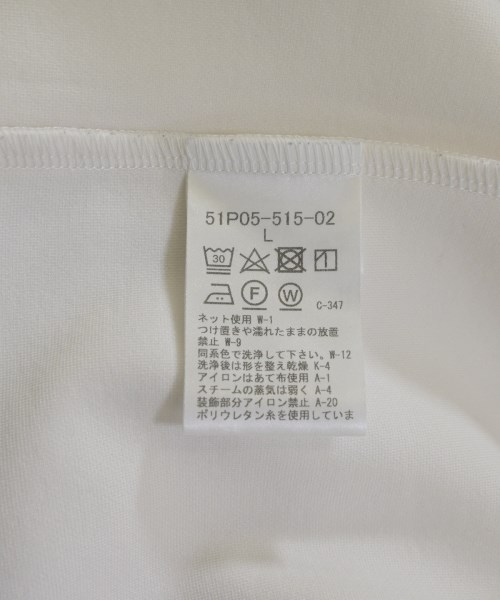 51P05-515-02
L
30
F W C-347
ネット使用 W-1
つけ置きや濡れたままの放置
禁止 W-9
同系色で洗浄して下さい。W-12
洗浄後は形を整え乾燥 K-4
アイロンはあて布使用 A-1
スチームの蒸気は弱く A-4
装飾部分アイロン禁止 A-20
ポリウレタン糸を使用していま